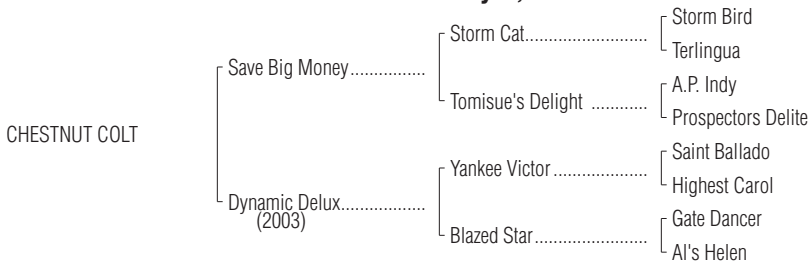 Storm Bird
Storm Cat
Terlingua
Save Big Money
A.P. Indy
Tomisue's Delight
Prospectors Delite
CHESTNUT COLT
Saint Ballado
Yankee Victor
Highest Carol
Dynamic Delux
(2003)
Gate Dancer
Blazed Star
Al's Helen